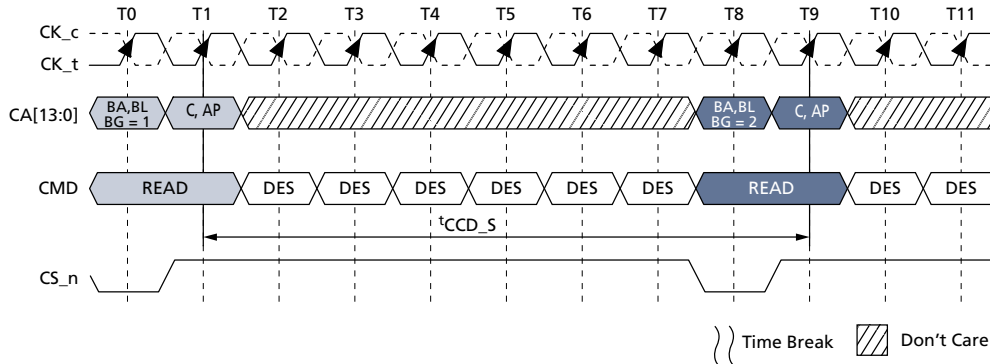 T0 T1 T2 T3 T4 T5 T6 T7 T8 T9 T10 T11
CK_c
CK_t
CA[13:0] BA,BL BG = 1 C, AP BA,BL BG = 2 C, AP
CMD READ DES DES DES DES DES DES READ DES DES
tCCD_S
CS_n
Time Break Don't Care